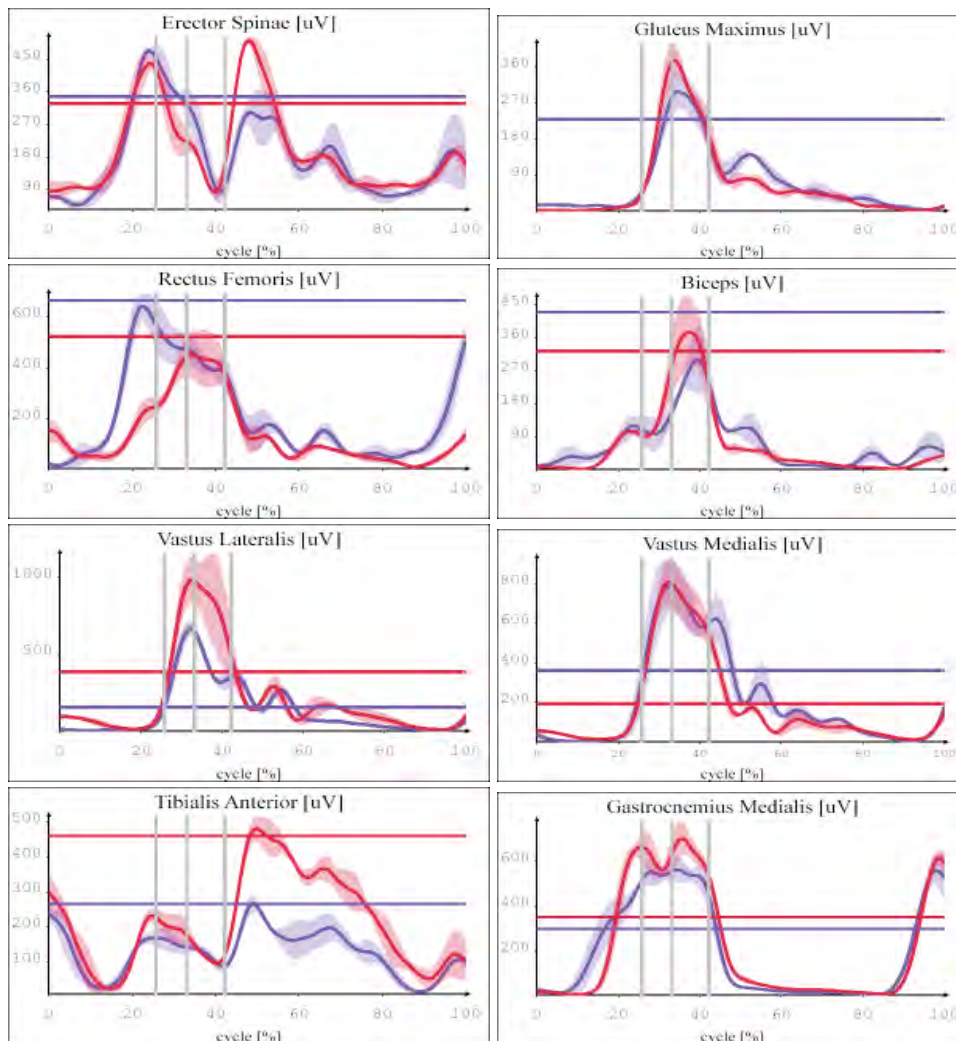 Erector Spinae [uV]
450
360
270
180
90
0 20 40 60 80 100
cycle [%]
Gluteus Maximus [uV]
360
270
180
90
0 20 40 60 80 100
cycle [%]
Rectus Femoris [uV]
600
400
200
0 20 40 60 80 100
cycle [%]
Biceps [uV]
450
360
270
180
90
0 20 40 60 80 100
cycle [%]
Vastus Lateralis [uV]
1000
500
0 20 40 60 80 100
cycle [%]
Vastus Medialis [uV]
800
600
400
200
0 20 40 60 80 100
cycle [%]
Tibialis Anterior [uV]
500
400
300
200
100
0 20 40 60 80 100
cycle [%]
Gastrocnemius Medialis [uV]
600
400
200
0 20 40 60 80 100
cycle [%]